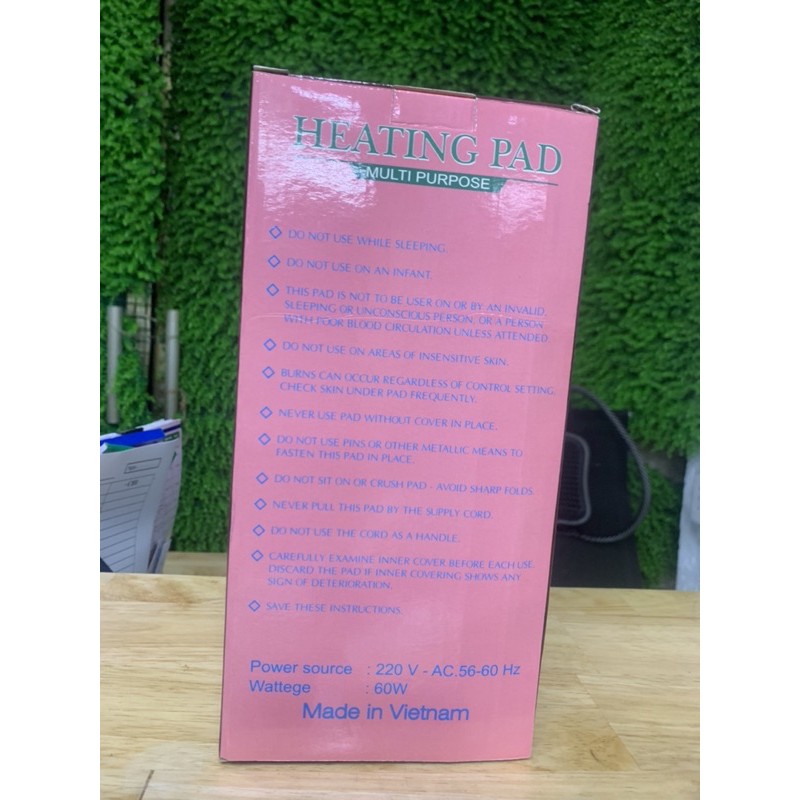 HEATING PAD
MULTI PURPOSE
DO NOT USE WHILE SLEEPING.
DO NOT USE ON AN INFANT.
THIS PAD IS NOT TO BE USER ON OR BY AN INVALID,
SLEEPING OR UNCONSCIOUS PERSON, OR A PERSON
WITH POOR BLOOD CIRCULATION UNLESS ATTENDED
DO NOT USE ON AREAS OF INSENSITIVE SKIN.
BURNS CAN OCCUR REGARDLESS OF CONTROL SETTING,
CHECK SKIN UNDER PAD FREQUENTLY.
NEVER USE PAD WITHOUT COVER IN PLACE.
DO NOT USE PINS OR OTHER METALLIC MEANS TO
FASTEN THIS PAD IN PLACE.
DO NOT SIT ON OR CRUSH PAD - AVOID SHARP FOLDS.
NEVER PULL THIS PAD BY THE SUPPLY CORD.
DO NOT USE THE CORD AS A HANDLE.
CAREFULLY EXAMINE INNER COVER BEFORE EACH USE.
DISCARD THE PAD IF INNER COVERING SHOWS ANY
SIGN OF DETERIORATION.
SAVE THESE INSTRUCTIONS.
Power source : 220 V - AC.56-60 Hz
Wattege : 60W
Made in Vietnam